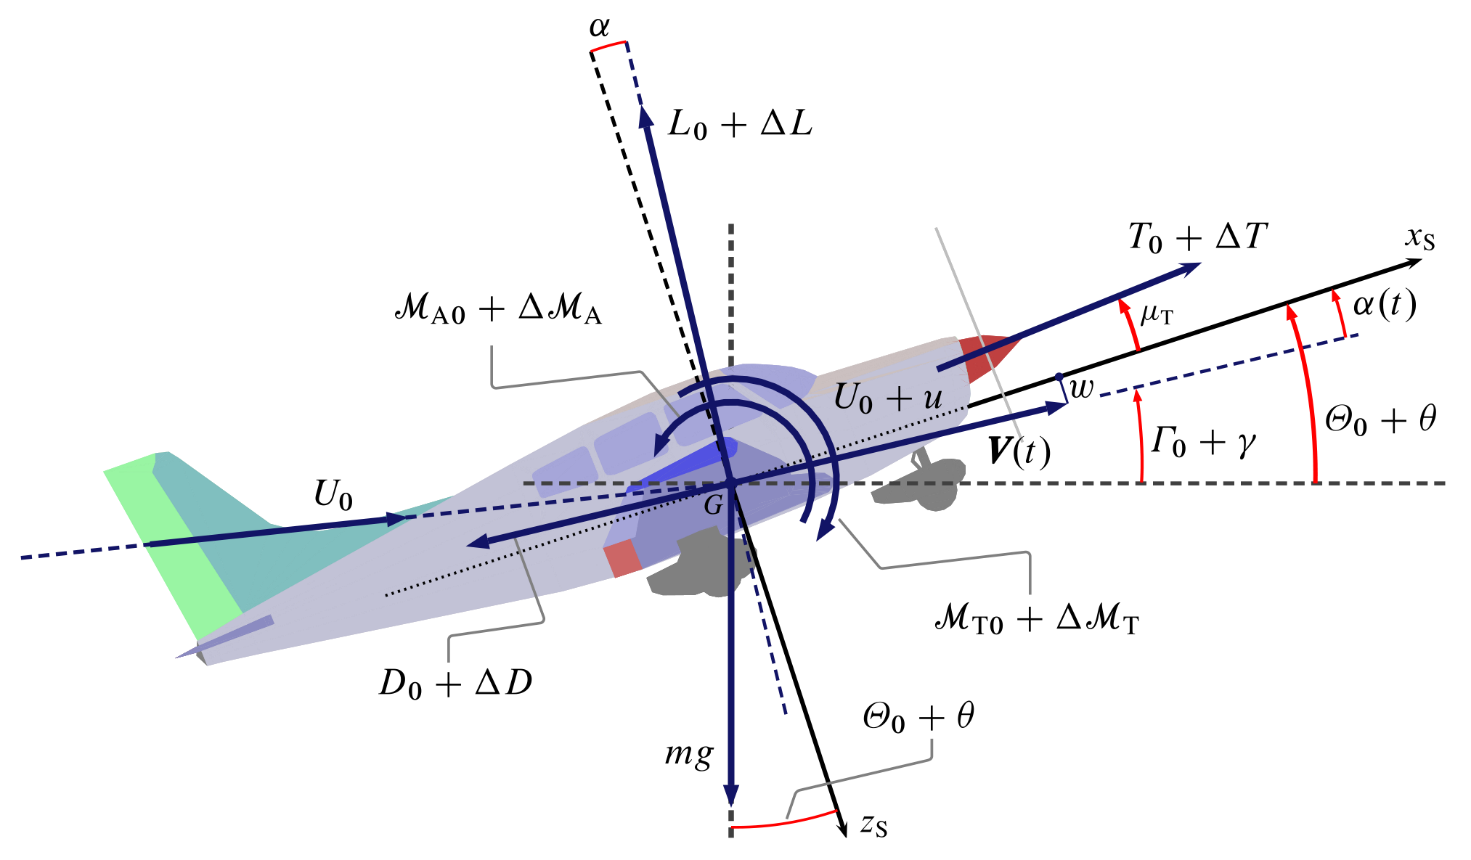 α
L₀ + ΔL
T₀ + ΔT
x_S
ℳ_A0 + Δℳ_A
μ_T
α(t)
U₀ + u
w
Θ₀ + θ
V(t)
Γ₀ + γ
U₀
G
ℳ_T0 + Δℳ_T
D₀ + ΔD
Θ₀ + θ
mg
z_S